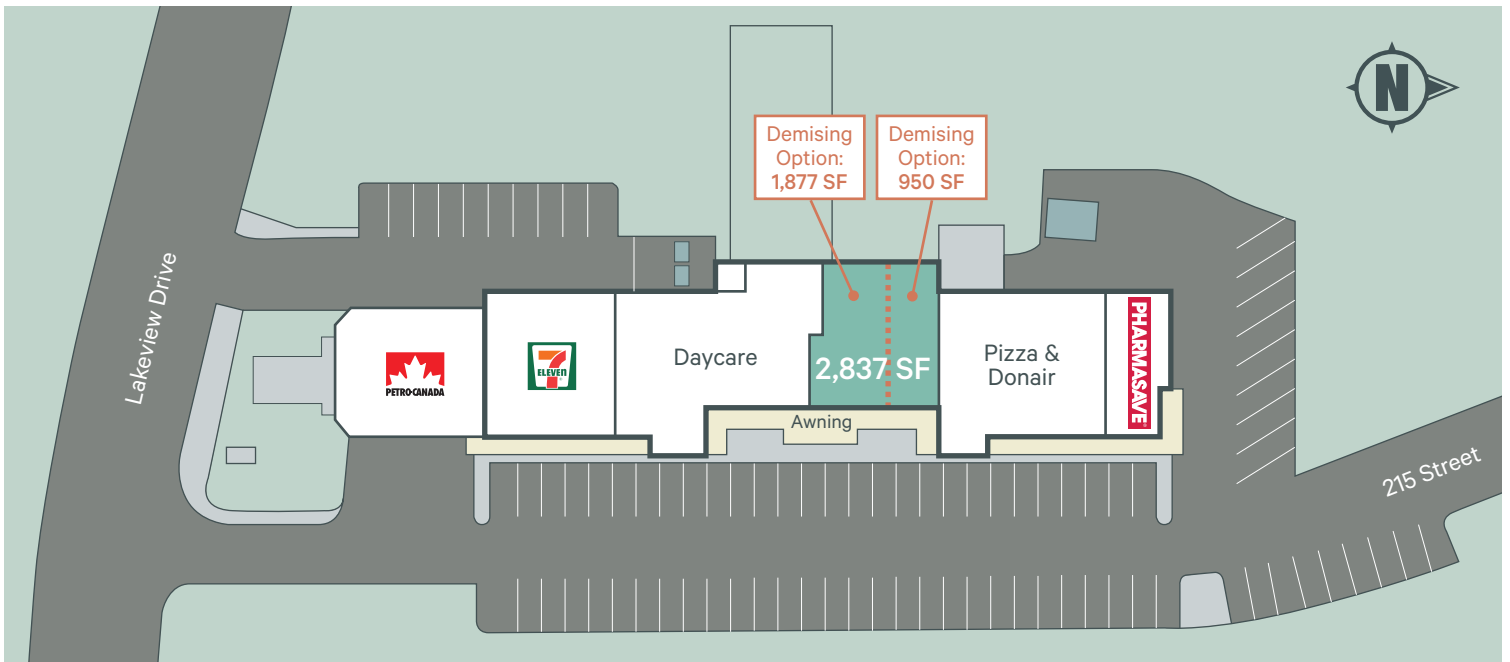 N
Demising
Option:
1,877 SF
Demising
Option:
950 SF
Lakeview Drive
PETRO-CANADA
7
ELEVEN
Daycare
2,837 SF
Pizza &
Donair
PHARMASAVE
Awning
215 Street